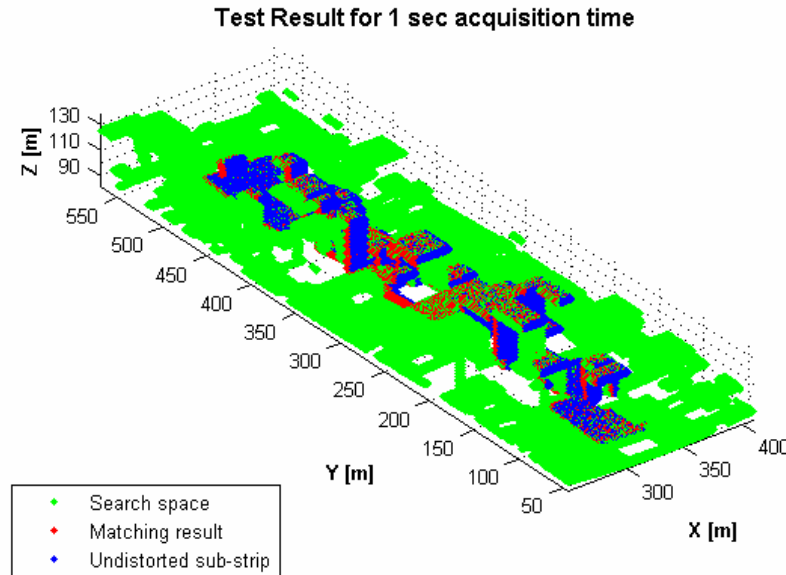 Test Result for 1 sec acquisition time
130
110
90
Z [m]
550
500
450
400
350
300
250
200
150
100
50
Y [m]
300
350
400
X [m]
Search space
Matching result
Undistorted sub-strip